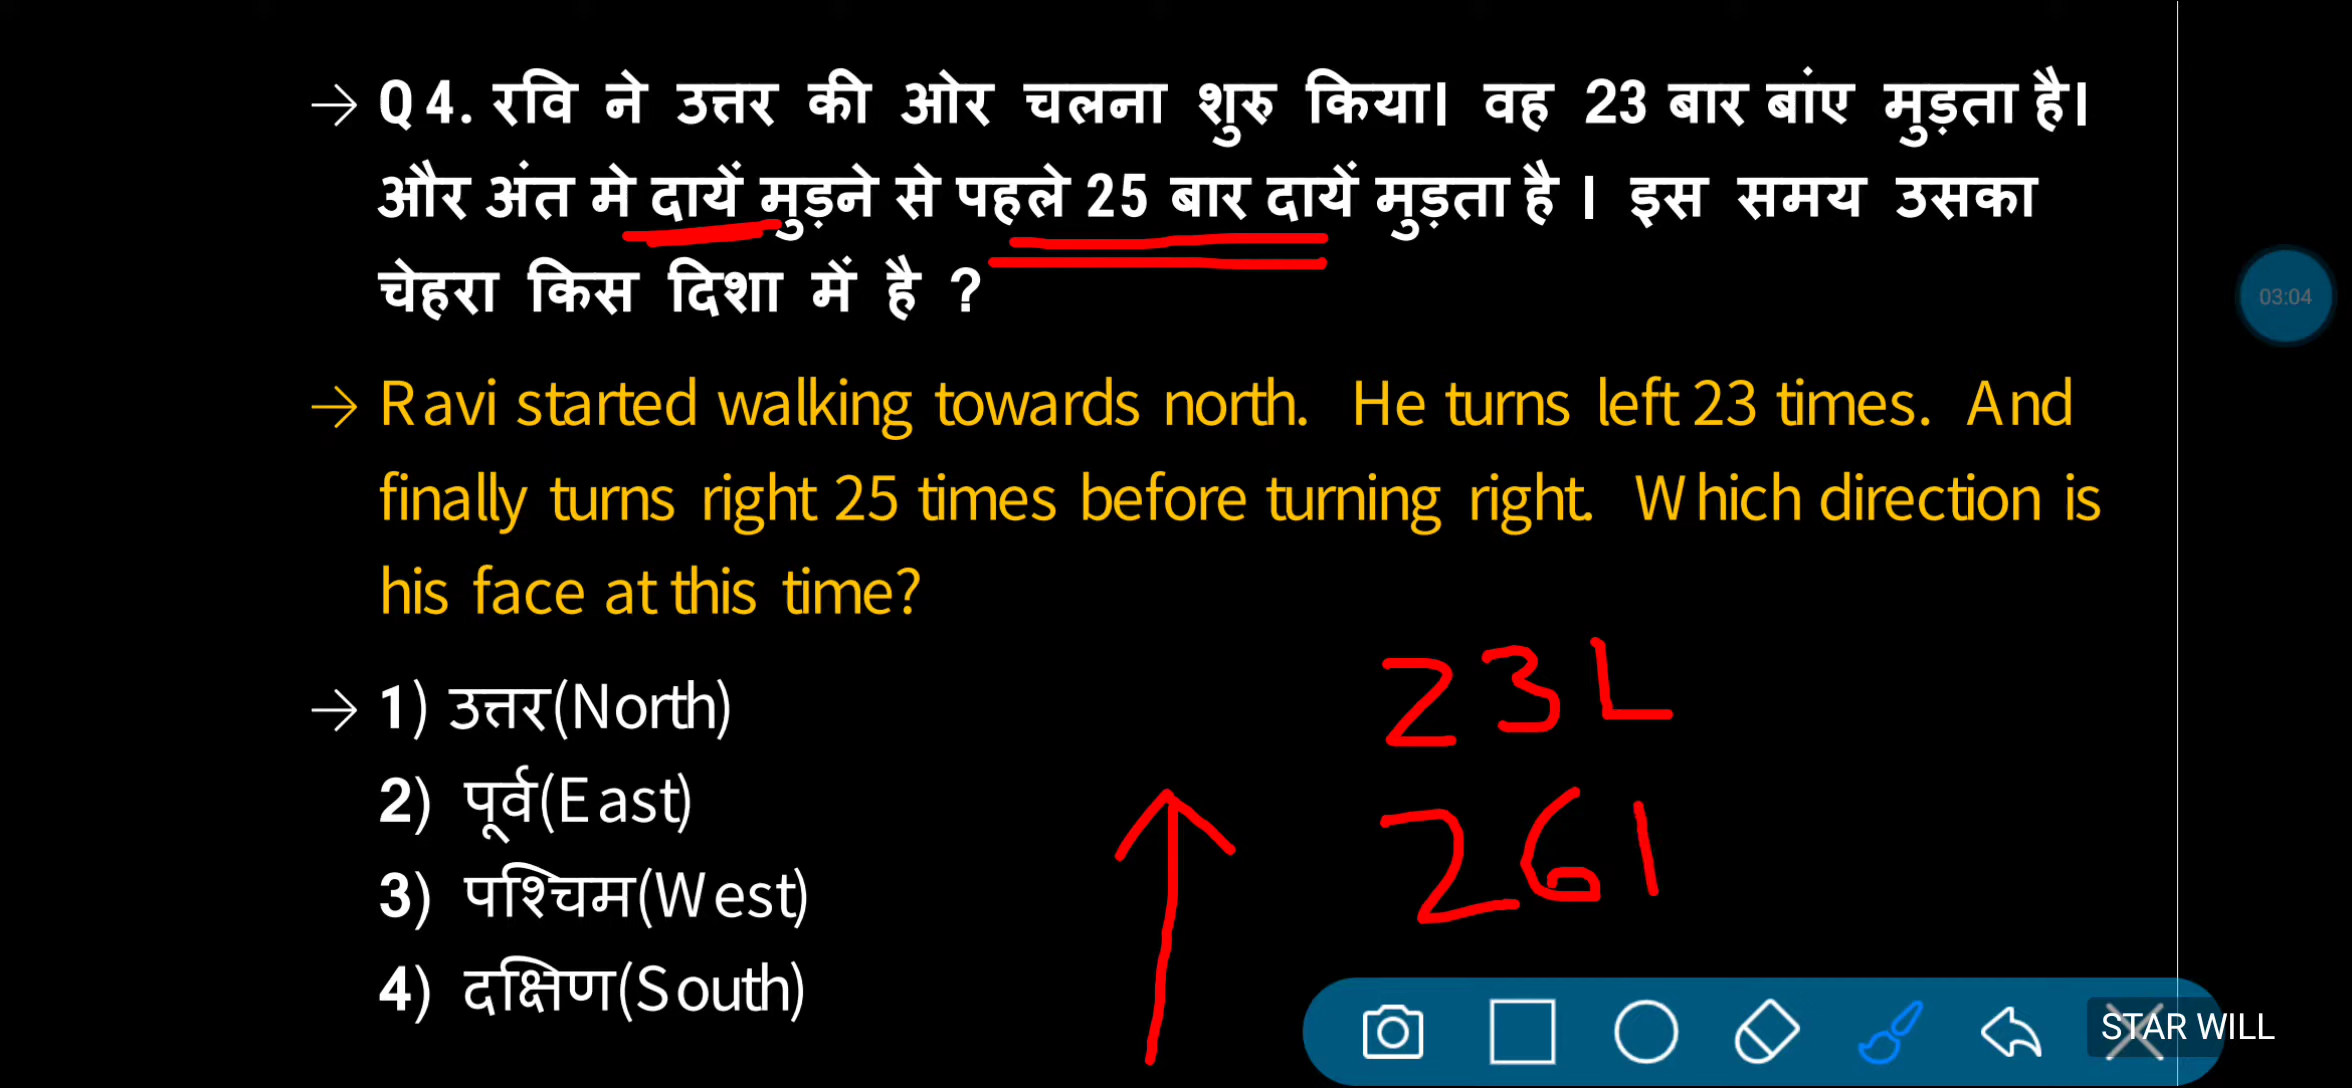 → Q4. रवि ने उत्तर की ओर चलना शुरु किया। वह 23 बार बांए मुड़ता है।
और अंत मे दायें मुड़ने से पहले 25 बार दायें मुड़ता है । इस समय उसका
चेहरा किस दिशा में है ?
03:04
→ Ravi started walking towards north. He turns left 23 times. And
finally turns right 25 times before turning right. Which direction is
his face at this time?
→ 1) उत्तर(North)
23L
2) पूर्व(East)
26
3) पश्चिम(West)
4) दक्षिण(South)
STAR WILL